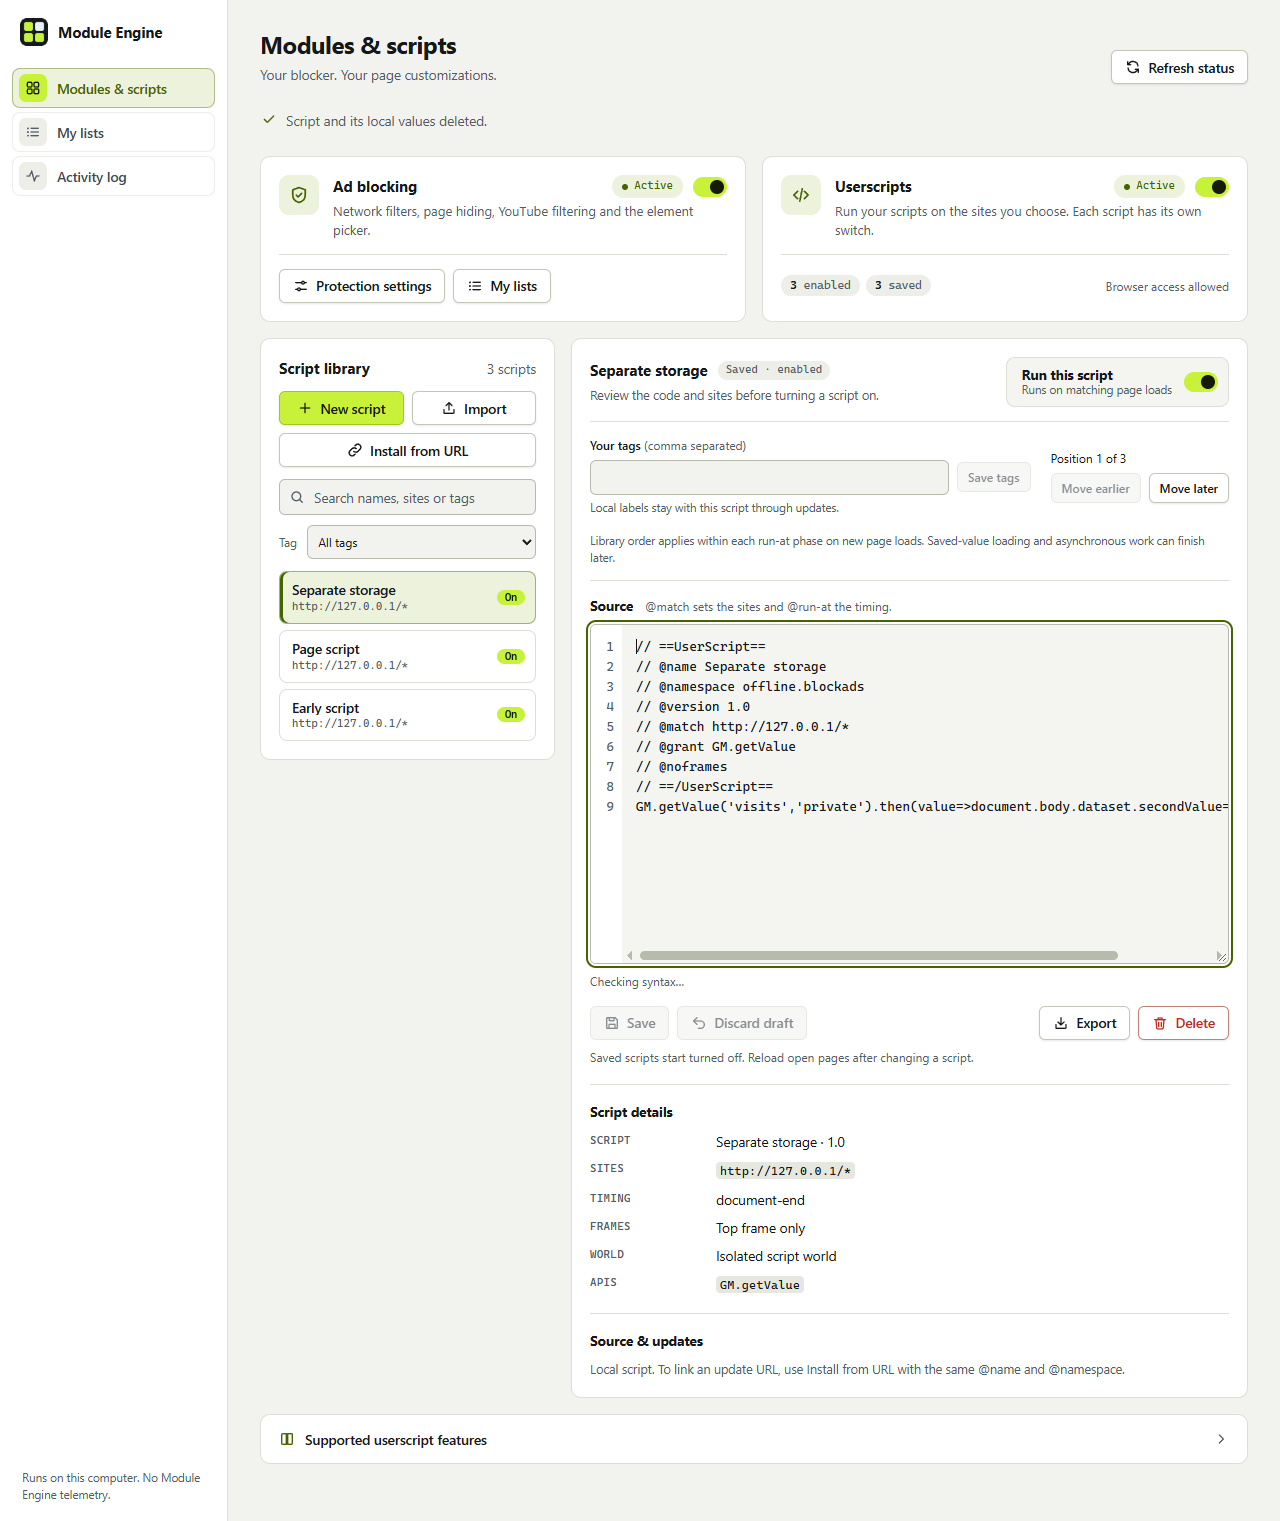 Module Engine
Modules & scripts
My lists
Activity log
Runs on this computer. No Module
Engine telemetry.
Modules & scripts
Your blocker. Your page customizations.
Refresh status
Script and its local values deleted.
Ad blocking
Active
Network filters, page hiding, YouTube filtering and the element
picker.
Protection settings
My lists
Userscripts
Active
Run your scripts on the sites you choose. Each script has its own
switch.
3 enabled
3 saved
Browser access allowed
Script library
3 scripts
New script
Import
Install from URL
Search names, sites or tags
Tag
All tags
Separate storage
http://127.0.0.1/*
On
Page script
http://127.0.0.1/*
On
Early script
http://127.0.0.1/*
On
Separate storage
Saved · enabled
Review the code and sites before turning a script on.
Run this script
Runs on matching page loads
Your tags (comma separated)
Save tags
Local labels stay with this script through updates.
Position 1 of 3
Move earlier
Move later
Library order applies within each run-at phase on new page loads. Saved-value loading and asynchronous work can finish
later.
Source
@match sets the sites and @run-at the timing.
1 // ==UserScript==
2 // @name Separate storage
3 // @namespace offline.blockads
4 // @version 1.0
5 // @match http://127.0.0.1/*
6 // @grant GM.getValue
7 // @noframes
8 // ==/UserScript==
9 GM.getValue('visits','private').then(value=>document.body.dataset.secondValue=
Checking syntax…
Save
Discard draft
Export
Delete
Saved scripts start turned off. Reload open pages after changing a script.
Script details
SCRIPT
Separate storage · 1.0
SITES
http://127.0.0.1/*
TIMING
document-end
FRAMES
Top frame only
WORLD
Isolated script world
APIS
GM.getValue
Source & updates
Local script. To link an update URL, use Install from URL with the same @name and @namespace.
Supported userscript features